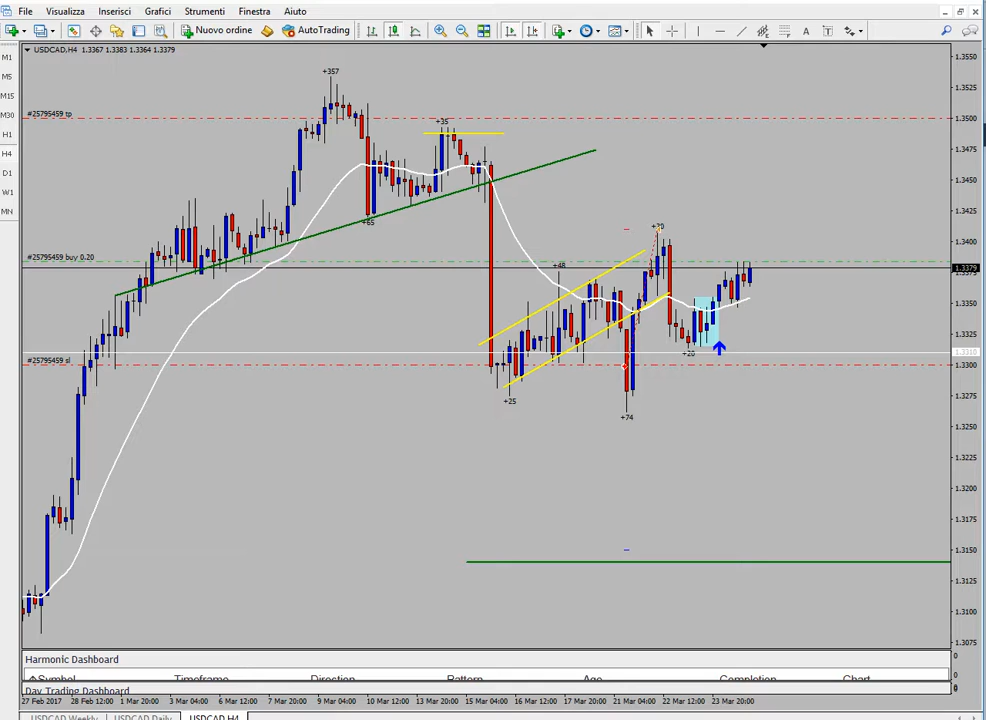 File Visualizza Inserisci Grafici Strumenti Finestra Aiuto
Nuovo ordine AutoTrading
M1
M5
M15
M30
H1
H4
D1
W1
MN
USDCAD,H4 1.3367 1.3383 1.3364 1.3379
+357
#25795459 tp
+35
+65
+39
#25795459 buy 0.20
+48
+20
#25795459 sl
+25
+74
1.3550
1.3500
1.3475
1.3450
1.3425
1.3400
1.3379
1.3375
1.3350
1.3325
1.3310
1.3300
1.3275
1.3250
1.3225
1.3200
1.3175
1.3150
1.3125
1.3100
1.3075
Harmonic Dashboard
Symbol Timeframe Direction Pattern Age Completion Chart
Day Trading Dashboard
0
0
0
27 Feb 2017 28 Feb 12:00 1 Mar 20:00 3 Mar 04:00 6 Mar 12:00 7 Mar 20:00 9 Mar 04:00 10 Mar 12:00 13 Mar 20:00 15 Mar 04:00 16 Mar 12:00 17 Mar 20:00 21 Mar 04:00 22 Mar 12:00 23 Mar 20:00
USDCAD,Weekly USDCAD,Daily USDCAD,H4